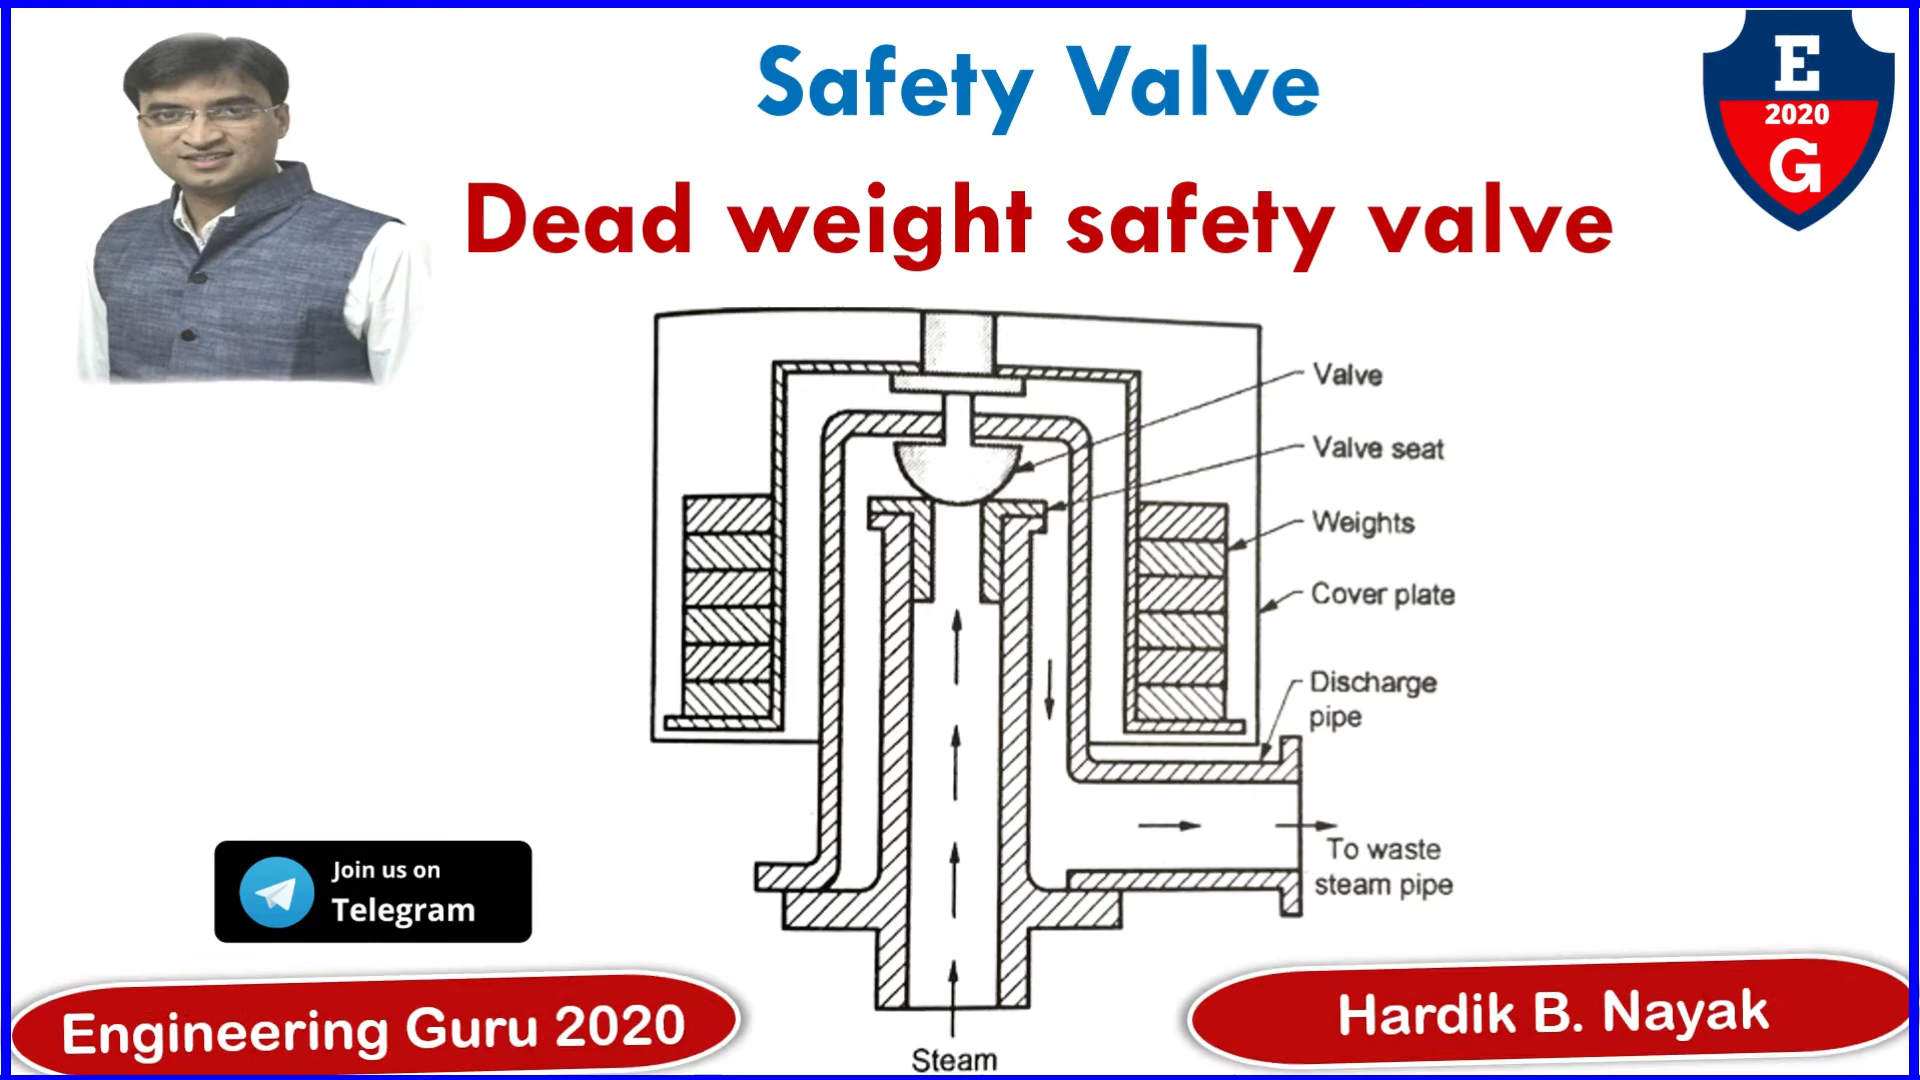 Safety Valve
Dead weight safety valve
E
2020
G
Valve
Valve seat
Weights
Cover plate
Discharge
pipe
To waste
steam pipe
Steam
Join us on
Telegram
Engineering Guru 2020
Hardik B. Nayak